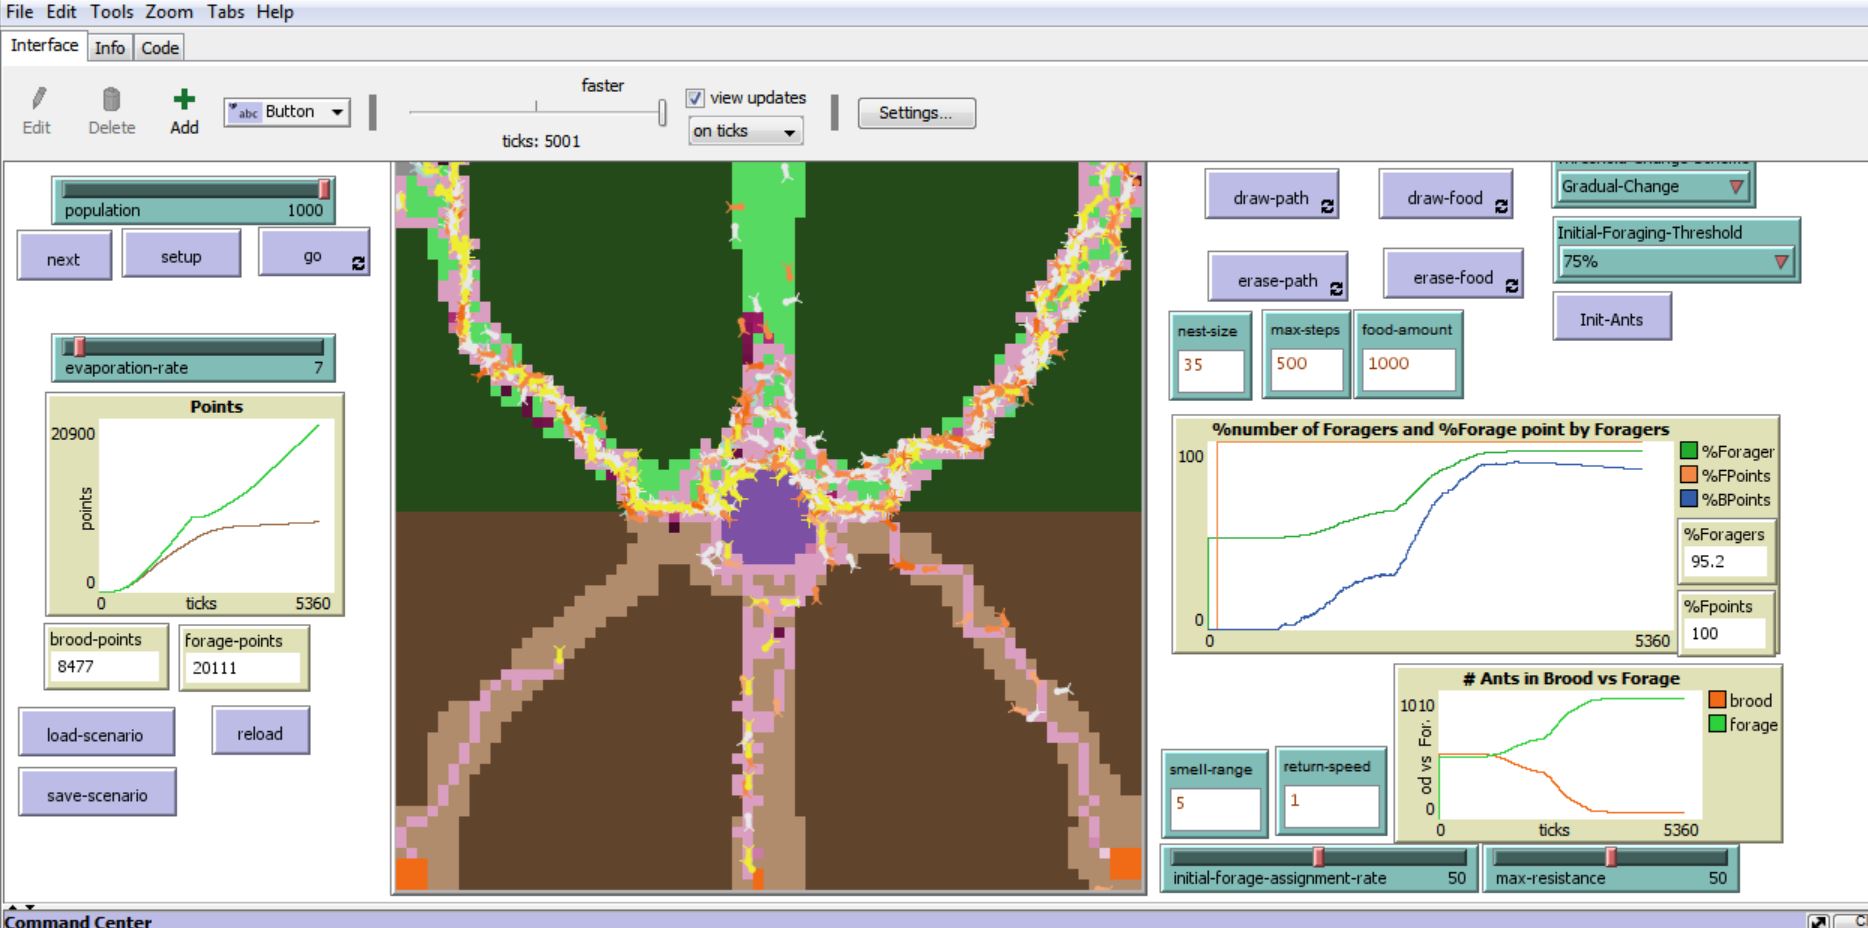 File Edit Tools Zoom Tabs Help
Interface Info Code
Edit Delete Add
abc Button
faster
ticks: 5001
view updates
on ticks
Settings...
population 1000
next setup go
evaporation-rate 7
Points
20900
points
0
0 ticks 5360
brood-points
8477
forage-points
20111
load-scenario reload
save-scenario
draw-path draw-food
erase-path erase-food
Threshold-Change-Scheme
Gradual-Change
Initial-Foraging-Threshold
75%
Init-Ants
nest-size
35
max-steps
500
food-amount
1000
%number of Foragers and %Forage point by Foragers
100
0
0 5360
%Forager
%FPoints
%BPoints
%Foragers
95.2
%Fpoints
100
# Ants in Brood vs Forage
1010
od vs For.
0
0 ticks 5360
brood
forage
smell-range
5
return-speed
1
initial-forage-assignment-rate 50
max-resistance 50
Command Center